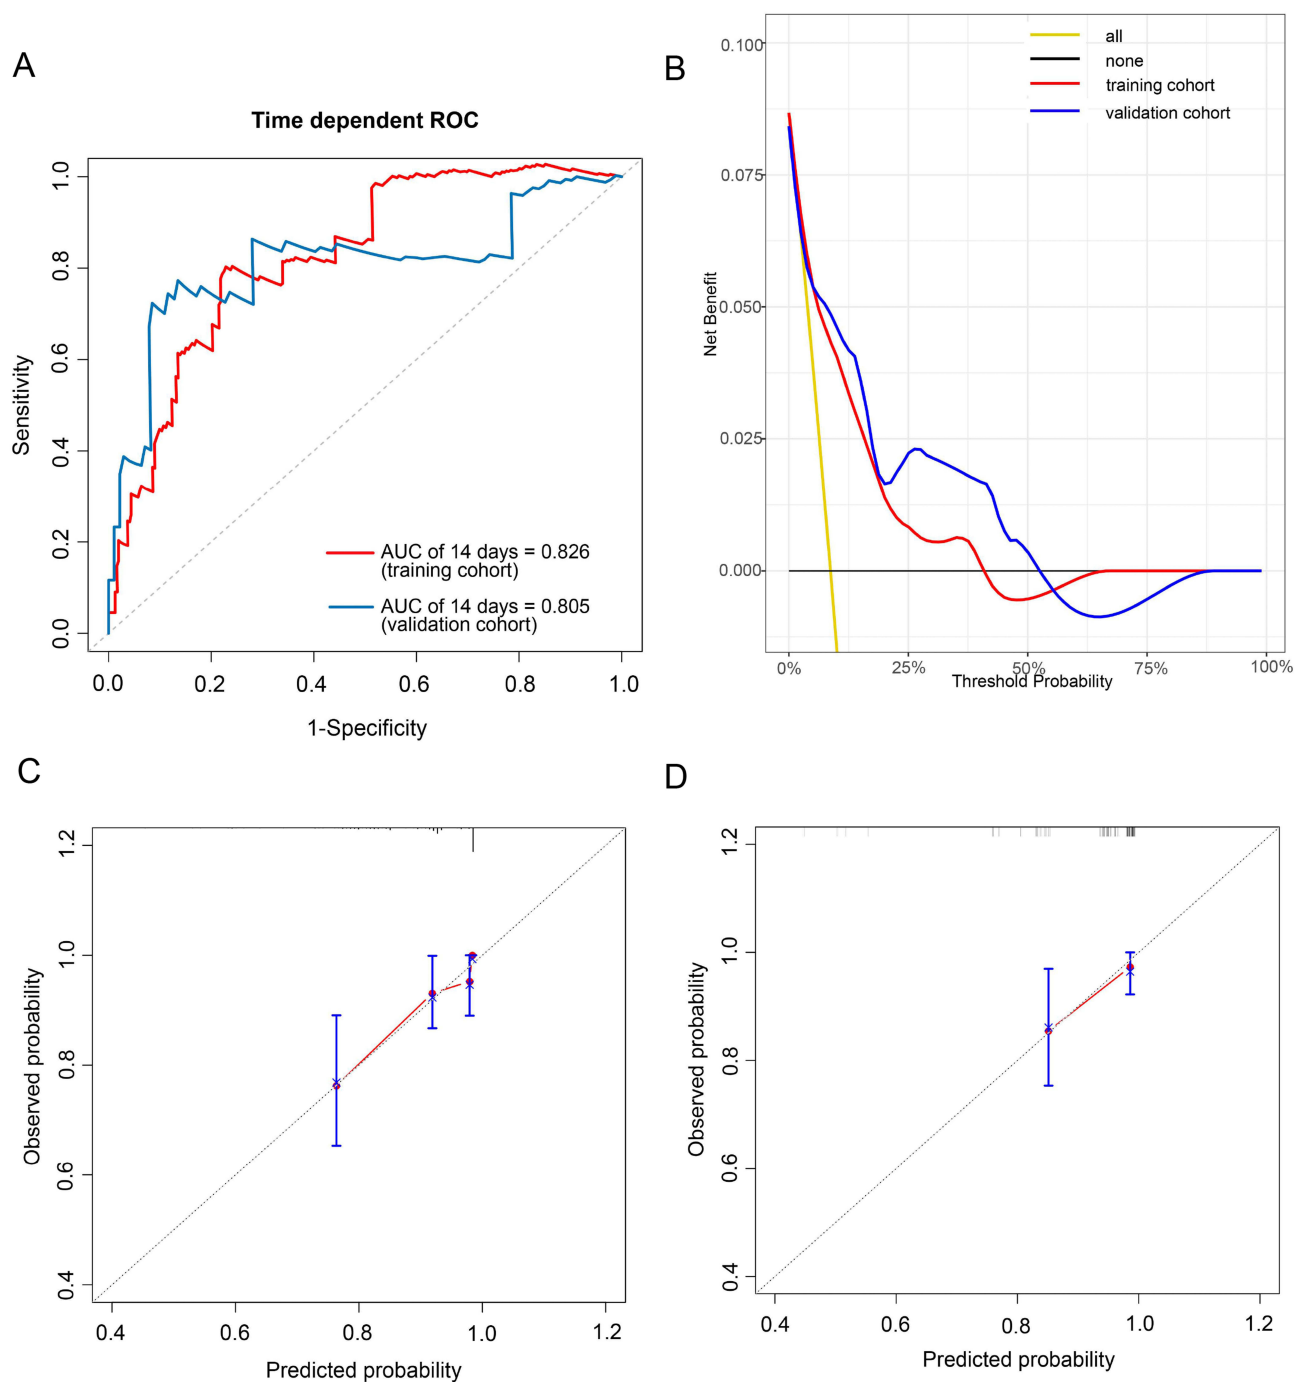 A
Time dependent ROC
1.0
0.8
0.6
0.4
0.2
0.0
Sensitivity
AUC of 14 days = 0.826
(training cohort)
AUC of 14 days = 0.805
(validation cohort)
0.0 0.2 0.4 0.6 0.8 1.0
1-Specificity
B
all
none
training cohort
validation cohort
0.100
0.075
0.050
0.025
0.000
Net Benefit
0% 25% 50% 75% 100%
Threshold Probability
C
1.2
1.0
0.8
0.6
0.4
Observed probability
0.4 0.6 0.8 1.0 1.2
Predicted probability
D
1.2
1.0
0.8
0.6
0.4
Observed probability
0.4 0.6 0.8 1.0 1.2
Predicted probability